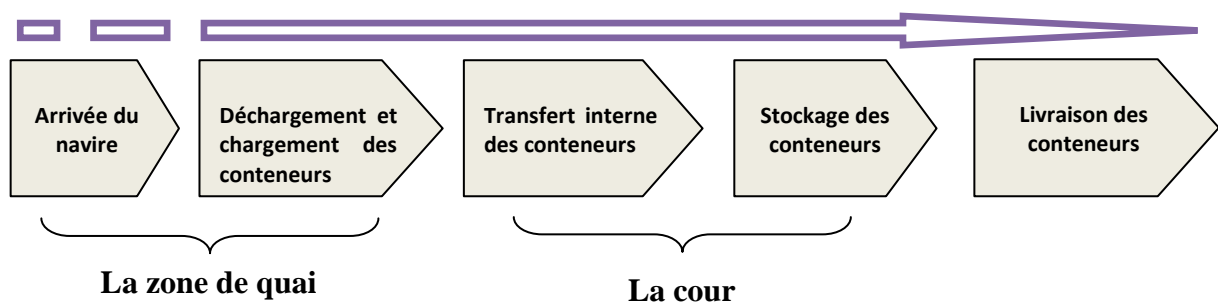 Arrivée du
navire
Déchargement et
chargement des
conteneurs
Transfert interne
des conteneurs
Stockage des
conteneurs
Livraison des
conteneurs
La zone de quai
La cour